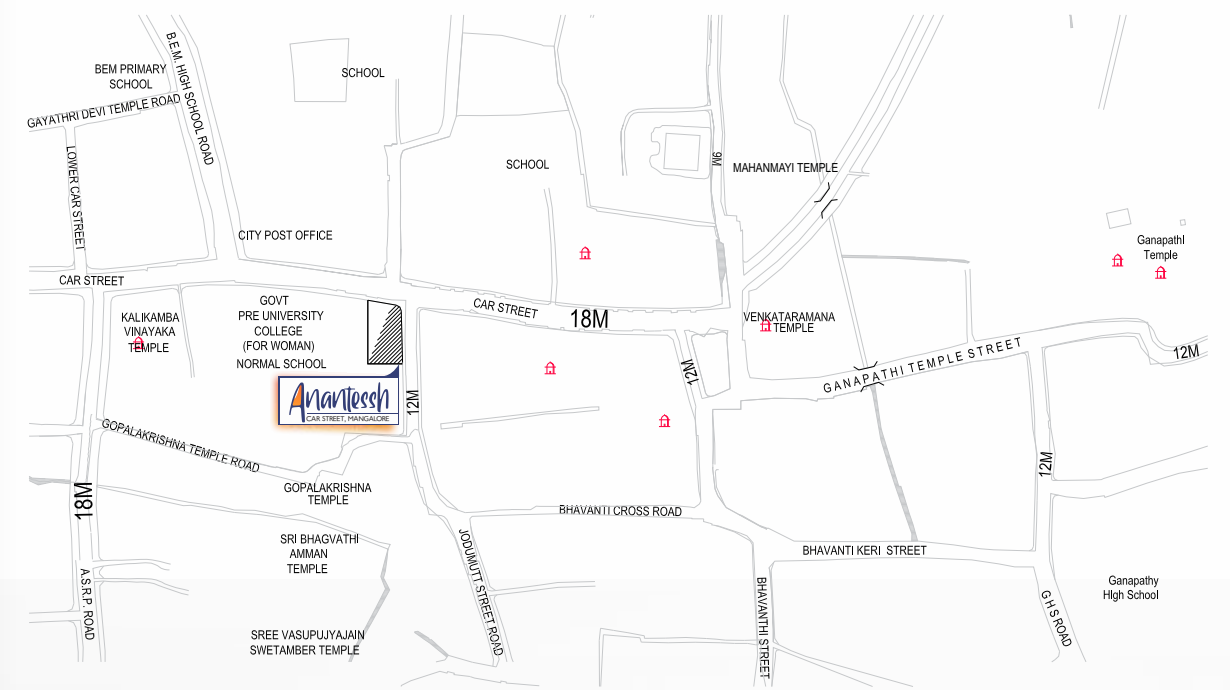 B.E.M. HIGH SCHOOL ROAD
BEM PRIMARY
SCHOOL
GAYATHRI DEVI TEMPLE ROAD
SCHOOL
LOWER CAR STREET
SCHOOL
9M
MAHANMAYI TEMPLE
CITY POST OFFICE
GanapathI
Temple
CAR STREET
KALIKAMBA
VINAYAKA
TEMPLE
GOVT
PRE UNIVERSITY
COLLEGE
(FOR WOMAN)
NORMAL SCHOOL
CAR STREET
18M
VENKATARAMANA
TEMPLE
12M
GANAPATHI TEMPLE STREET
12M
Anantessh
CAR STREET, MANGALORE
12M
GOPALAKRISHNA TEMPLE ROAD
12M
18M
GOPALAKRISHNA
TEMPLE
BHAVANTI CROSS ROAD
SRI BHAGVATHI
AMMAN
TEMPLE
JODUMUTT STREET ROAD
BHAVANTI KERI STREET
A.S.R.P. ROAD
BHAVANTHI STREET
G H S ROAD
Ganapathy
HIgh School
SREE VASUPUJYAJAIN
SWETAMBER TEMPLE